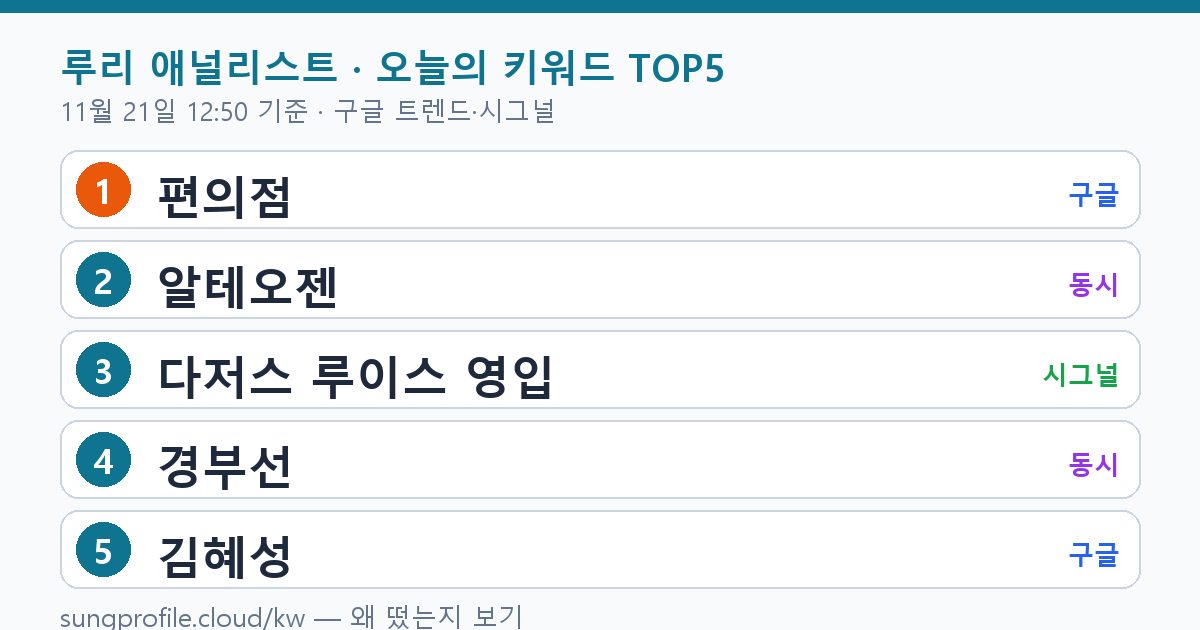 루리 애널리스트 · 오늘의 키워드 TOP5
11월 21일 12:50 기준 · 구글 트렌드·시그널
1 편의점 구글
2 알테오젠 동시
3 다저스 루이스 영입 시그널
4 경부선 동시
5 김혜성 구글
sungprofile.cloud/kw — 왜 떴는지 보기